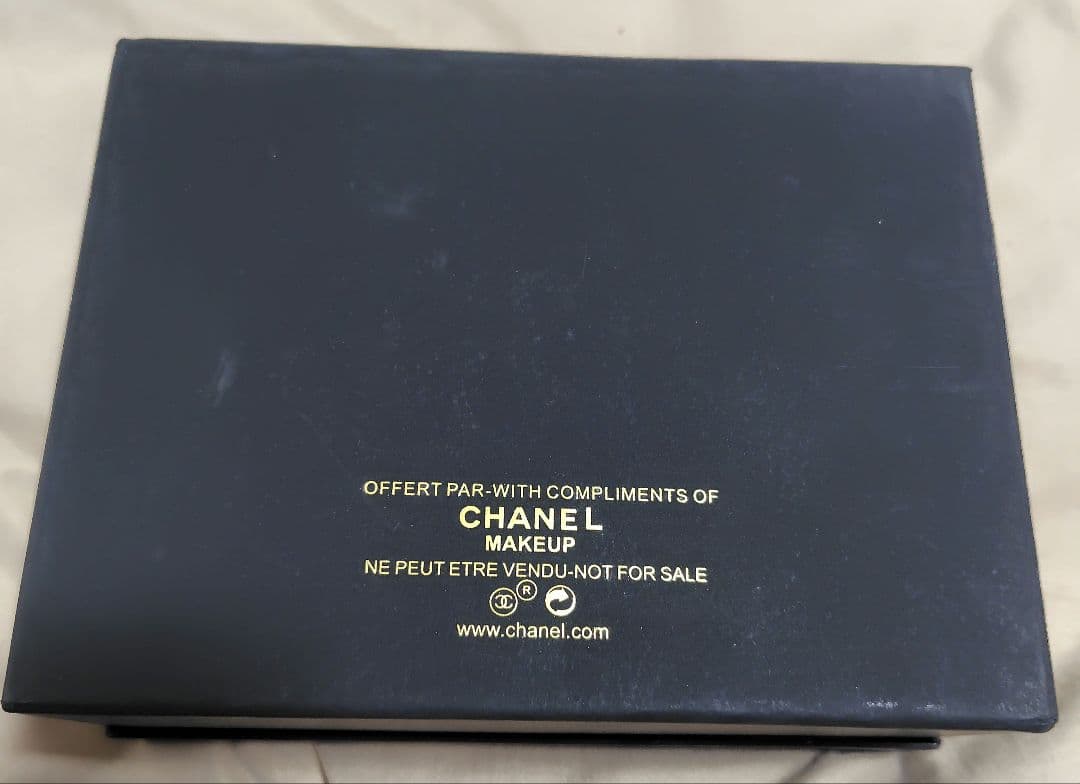 OFFERT PAR-WITH COMPLIMENTS OF
CHANEL
MAKEUP
NE PEUT ETRE VENDU-NOT FOR SALE
®
www.chanel.com